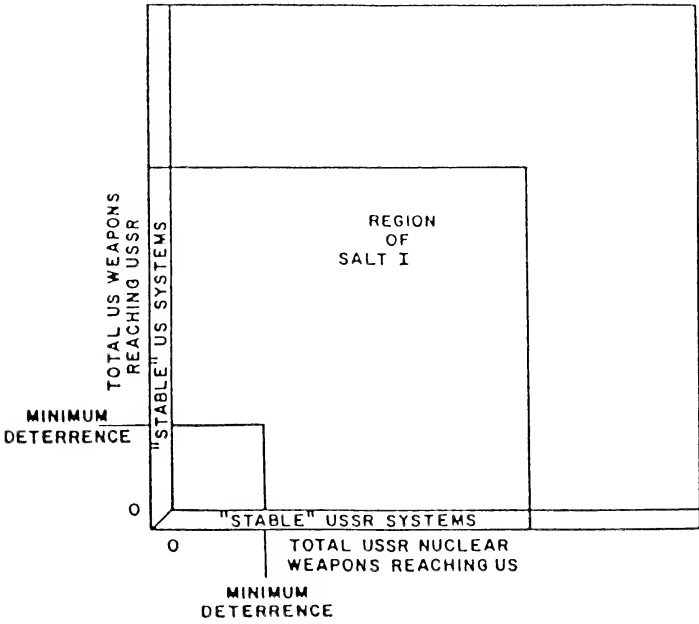 REGION
OF
SALT I
TOTAL US WEAPONS
REACHING USSR
"STABLE" US SYSTEMS
MINIMUM
DETERRENCE
0
"STABLE" USSR SYSTEMS
0
TOTAL USSR NUCLEAR
WEAPONS REACHING US
MINIMUM
DETERRENCE